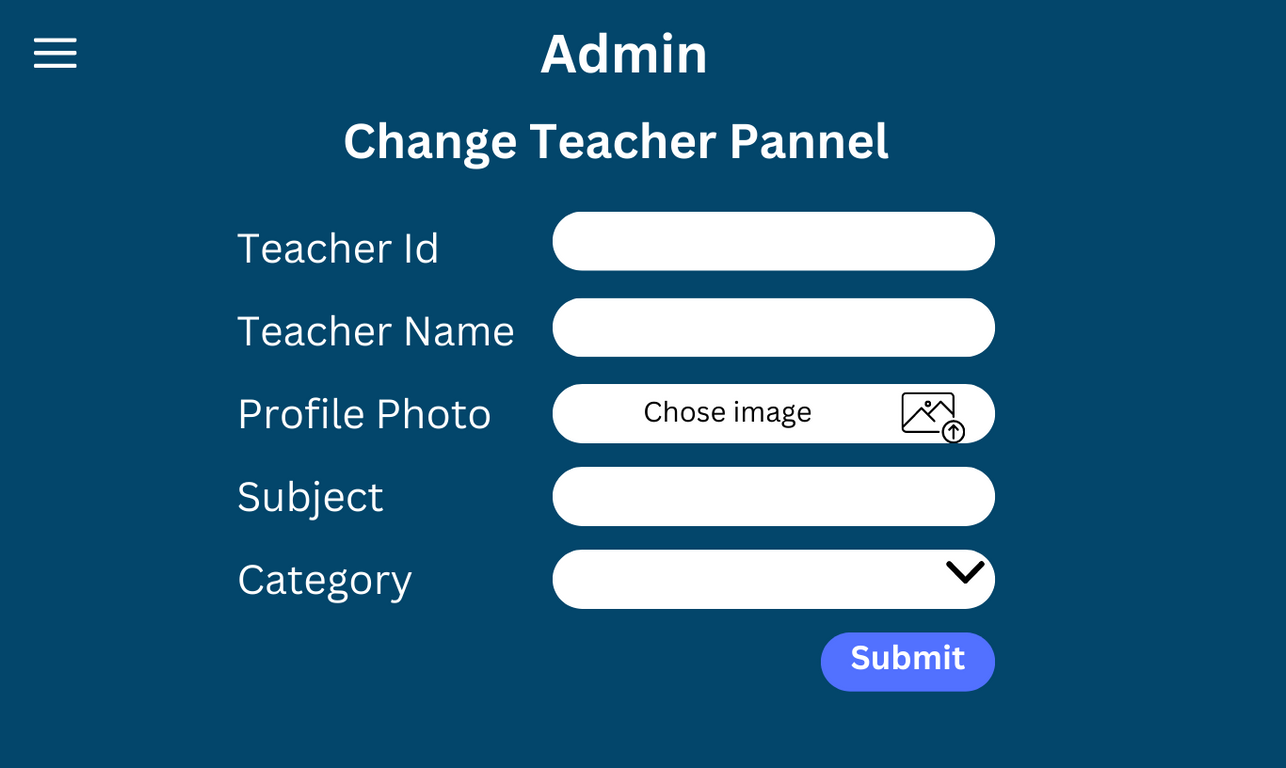 Admin
Change Teacher Pannel
Teacher Id
Teacher Name
Profile Photo
Chose image
Subject
Category
Submit